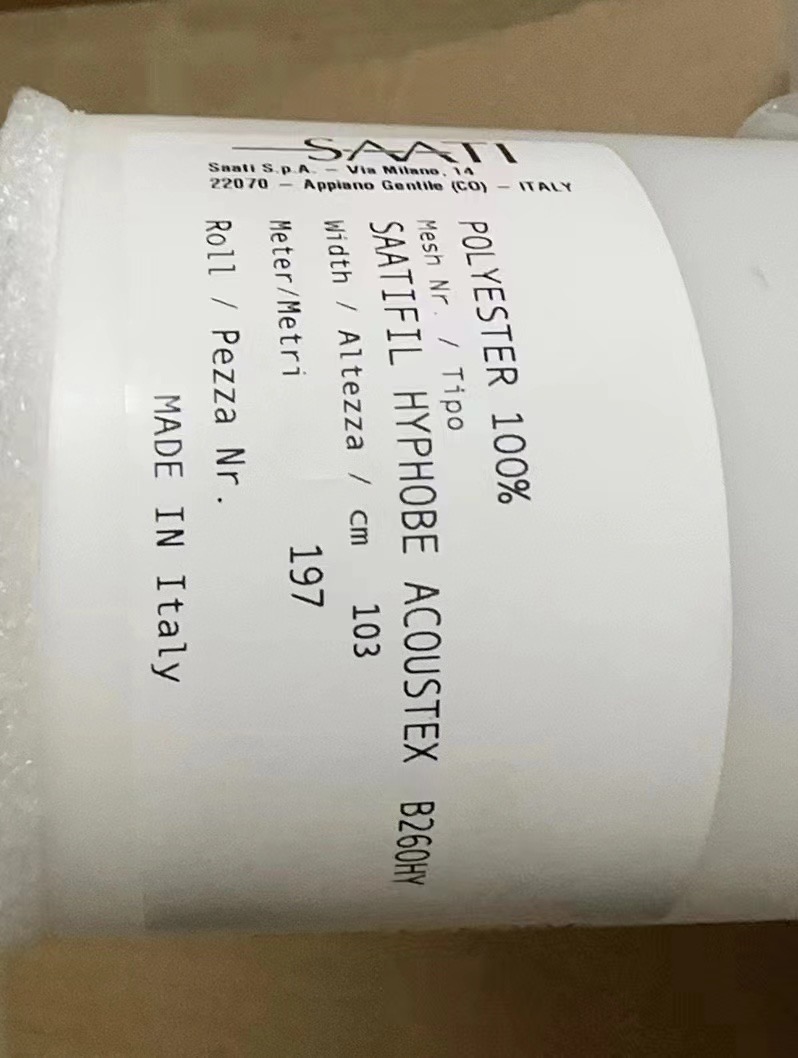 SAATI
Saati S.p.A. – Via Milano, 14
22070 – Appiano Gentile (CO) – ITALY
POLYESTER 100%
Mesh Nr. / Tipo
SAATIFIL HYPHOBE ACOUSTEX B260HY
Width / Altezza / cm 103
Meter/Metri 197
Roll / Pezza Nr.
MADE IN Italy